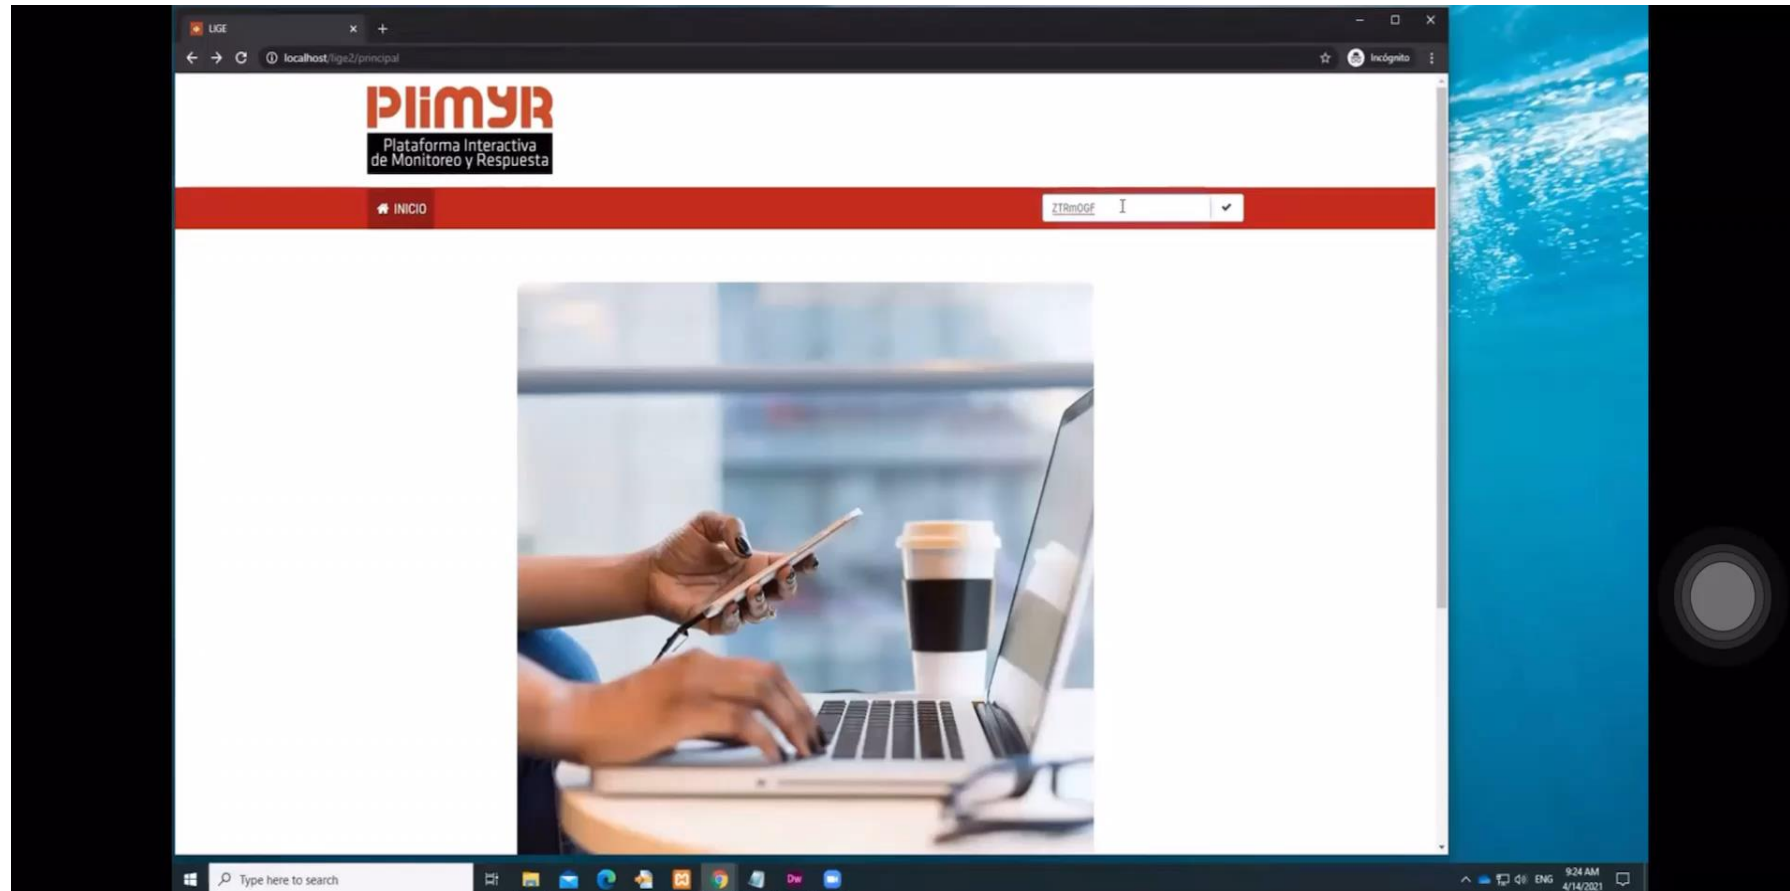 LIGE
localhost/lige2/principal
Incógnito
PlimYR
Plataforma Interactiva
de Monitoreo y Respuesta
INICIO
ZTRmOGF
Type here to search
Dw
ENG
9:24 AM
4/14/2021